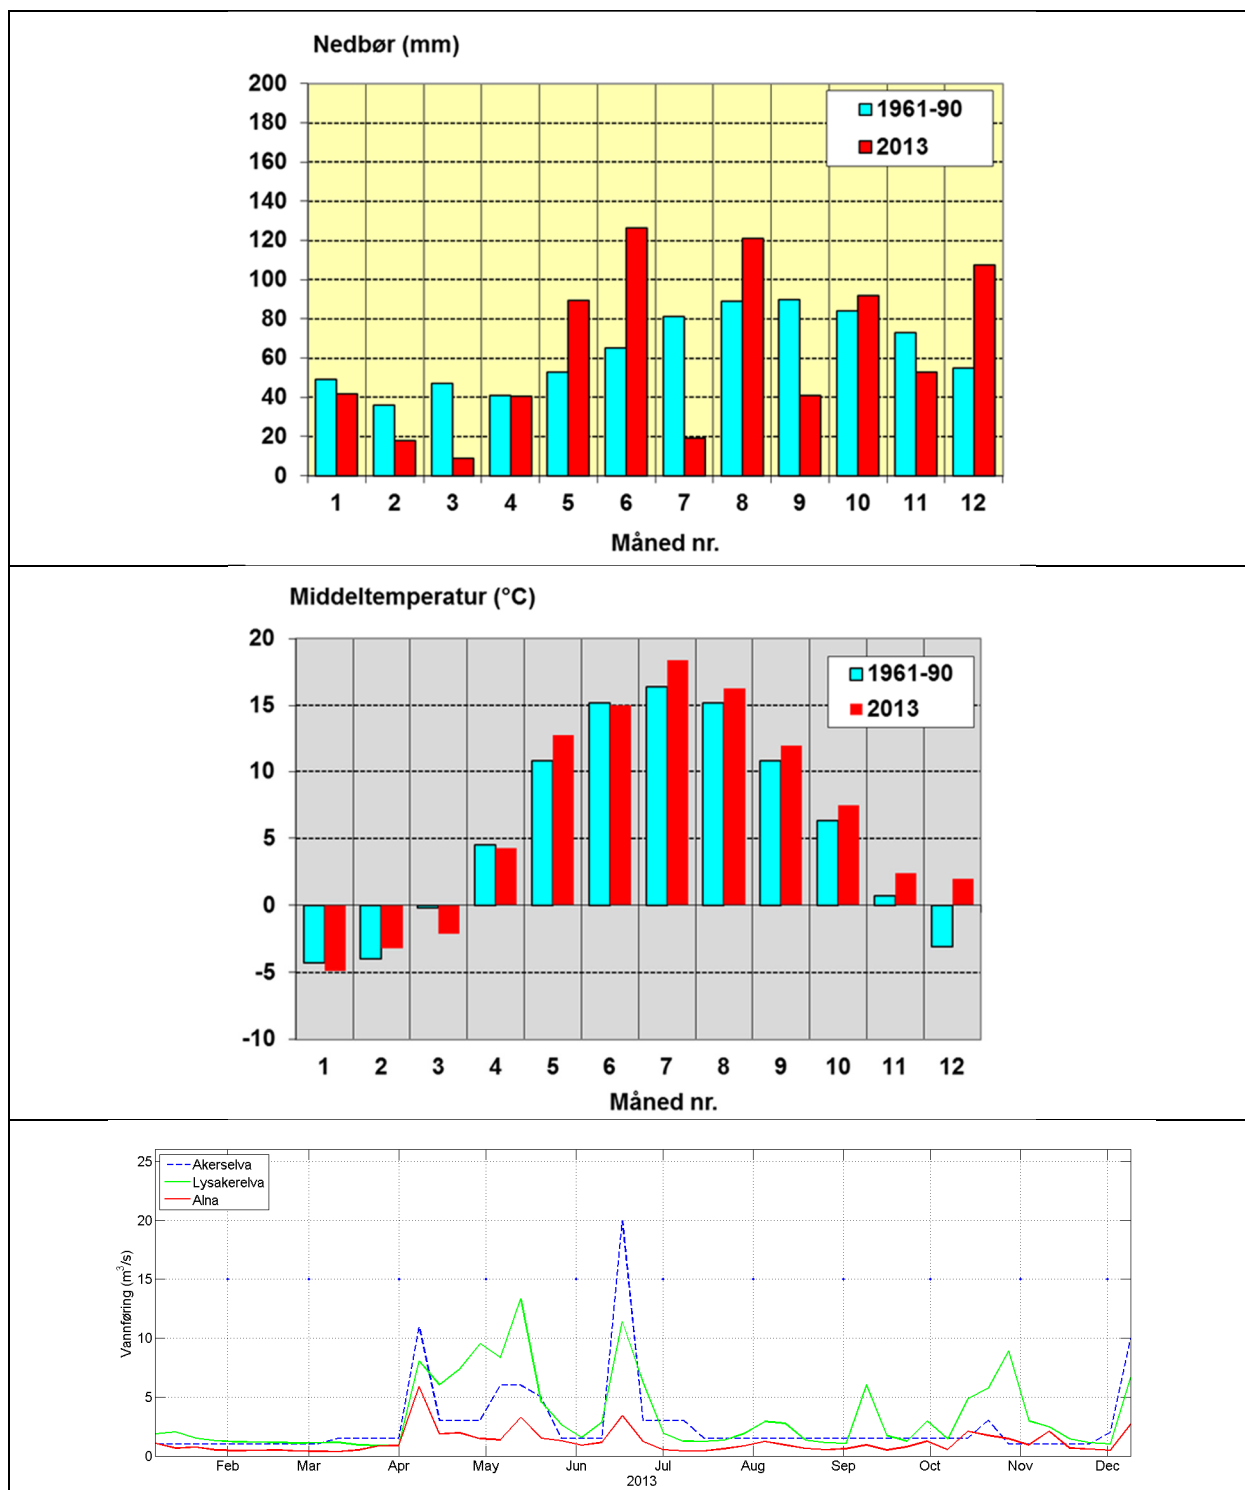 Nedbør (mm)
200
180
160
140
120
100
80
60
40
20
0
1961-90
2013
1 2 3 4 5 6 7 8 9 10 11 12
Måned nr.
Middeltemperatur (°C)
20
15
10
5
0
-5
-10
1961-90
2013
1 2 3 4 5 6 7 8 9 10 11 12
Måned nr.
Vannføring (m³/s)
25
20
15
10
5
0
Akerselva
Lysakerelva
Alna
Feb Mar Apr May Jun Jul Aug Sep Oct Nov Dec
2013